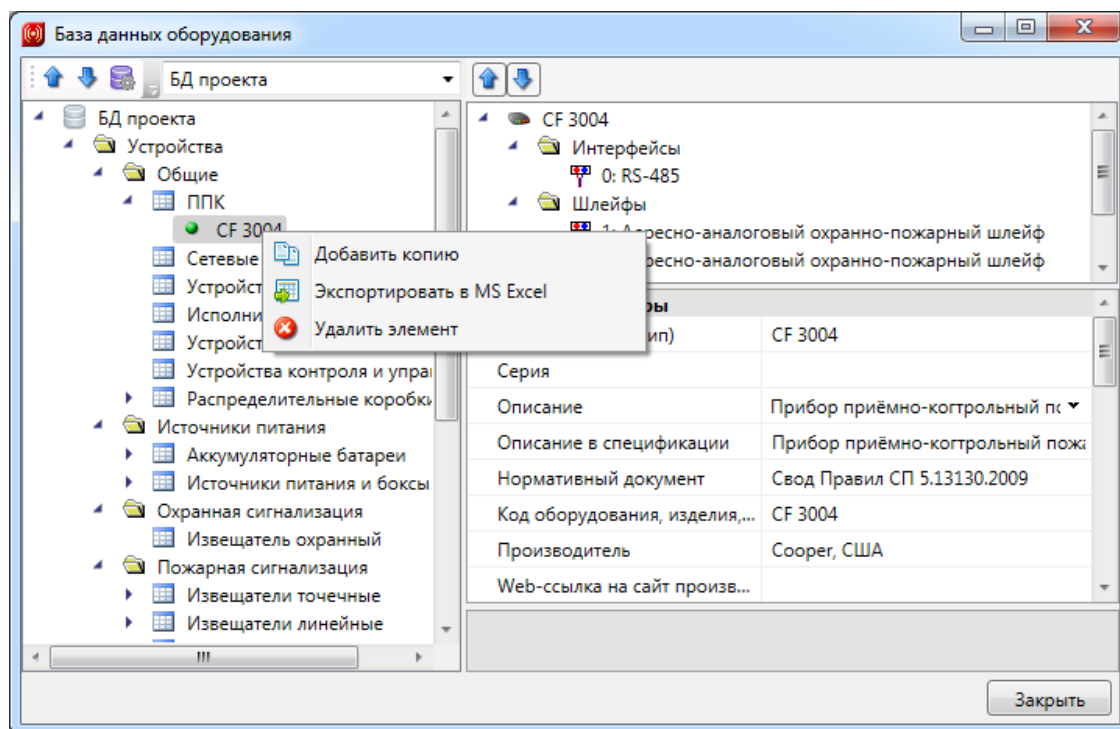 База данных оборудования
БД проекта
БД проекта
Устройства
Общие
ППК
CF 3004
Сетевые
Устройст
Исполни
Устройст
Устройства контроля и упра
Распределительные коробки
Источники питания
Аккумуляторные батареи
Источники питания и боксы
Охранная сигнализация
Извещатель охранный
Пожарная сигнализация
Извещатели точечные
Извещатели линейные
Добавить копию
Экспортировать в MS Excel
Удалить элемент
CF 3004
Интерфейсы
0: RS-485
Шлейфы
1: Адресно-аналоговый охранно-пожарный шлейф
ресно-аналоговый охранно-пожарный шлейф
ры
ип) CF 3004
Серия
Описание Прибор приёмно-когтрольный по
Описание в спецификации Прибор приёмно-когтрольный пожа
Нормативный документ Свод Правил СП 5.13130.2009
Код оборудования, изделия,... CF 3004
Производитель Cooper, США
Web-ссылка на сайт произв...
Закрыть